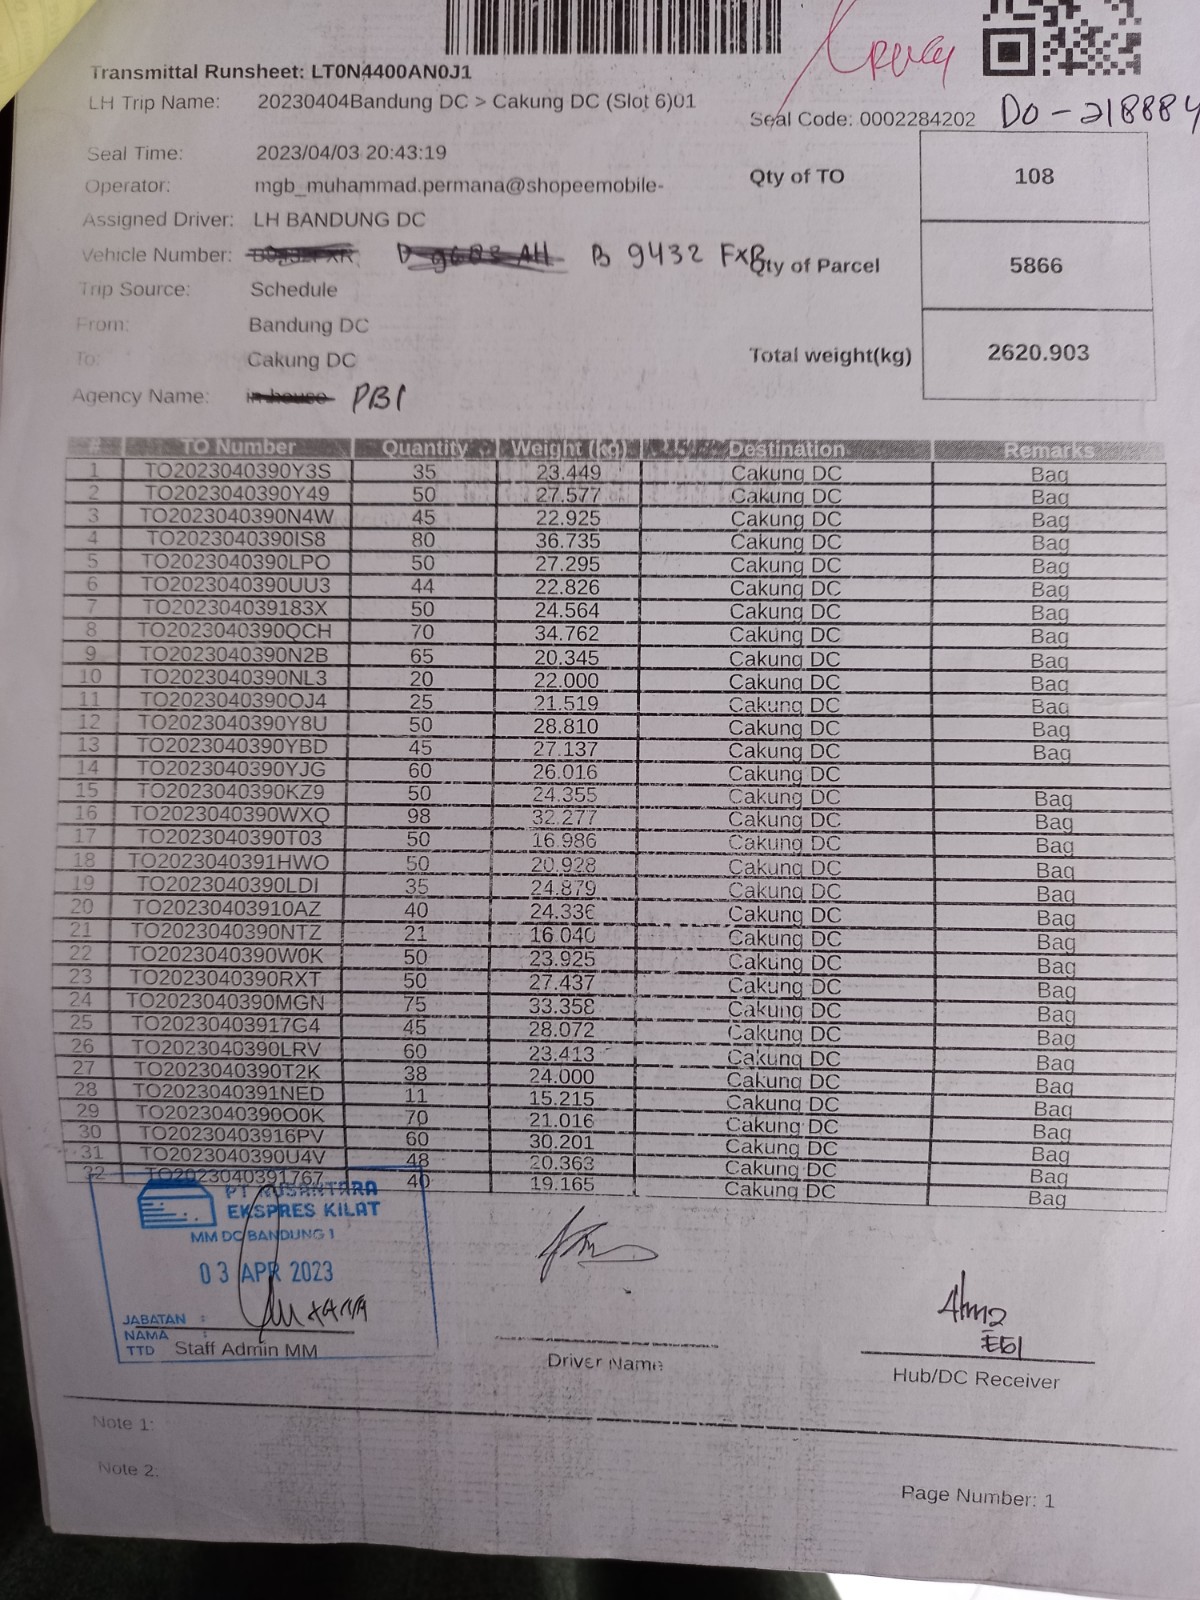 Transmittal Runsheet: LT0N4400AN0J1
LH Trip Name: 20230404Bandung DC > Cakung DC (Slot 6)01
Seal Code: 0002284202 DO - 218884
Seal Time: 2023/04/03 20:43:19
Operator: mgb_muhammad.permana@shopeemobile-
Assigned Driver: LH BANDUNG DC
Vehicle Number: B 9432 FXR
Trip Source: Schedule
From: Bandung DC
To: Cakung DC
Agency Name: PBI
Qty of TO 108
Qty of Parcel 5866
Total weight(kg) 2620.903
# TO Number Quantity Weight (kg) Destination Remarks
1 TO2023040390Y3S 35 23.449 Cakung DC Bag
2 TO2023040390Y49 50 27.577 Cakung DC Bag
3 TO2023040390N4W 45 22.925 Cakung DC Bag
4 TO2023040390IS8 80 36.735 Cakung DC Bag
5 TO2023040390LPO 50 27.295 Cakung DC Bag
6 TO2023040390UU3 44 22.826 Cakung DC Bag
7 TO202304039183X 50 24.564 Cakung DC Bag
8 TO2023040390QCH 70 34.762 Cakung DC Bag
9 TO2023040390N2B 65 20.345 Cakung DC Bag
10 TO2023040390NL3 20 22.000 Cakung DC Bag
11 TO2023040390OJ4 25 21.519 Cakung DC Bag
12 TO2023040390Y8U 50 28.810 Cakung DC Bag
13 TO2023040390YBD 45 27.137 Cakung DC Bag
14 TO2023040390YJG 60 26.016 Cakung DC
15 TO2023040390KZ9 50 24.355 Cakung DC Bag
16 TO2023040390WXQ 98 32.277 Cakung DC Bag
17 TO2023040390T03 50 16.986 Cakung DC Bag
18 TO2023040391HWO 50 20.928 Cakung DC Bag
19 TO2023040390LDI 35 24.879 Cakung DC Bag
20 TO20230403910AZ 40 24.336 Cakung DC Bag
21 TO2023040390NTZ 21 16.040 Cakung DC Bag
22 TO2023040390W0K 50 23.925 Cakung DC Bag
23 TO2023040390RXT 50 27.437 Cakung DC Bag
24 TO2023040390MGN 75 33.358 Cakung DC Bag
25 TO20230403917G4 45 28.072 Cakung DC Bag
26 TO2023040390LRV 60 23.413 Cakung DC Bag
27 TO2023040390T2K 38 24.000 Cakung DC Bag
28 TO2023040391NED 11 15.215 Cakung DC Bag
29 TO2023040390O0K 70 21.016 Cakung DC Bag
30 TO20230403916PV 60 30.201 Cakung DC Bag
31 TO2023040390U4V 48 20.363 Cakung DC Bag
32 TO2023040391767 40 19.165 Cakung DC Bag
PT NUSANTARA
EKSPRES KILAT
MM DC BANDUNG 1
03 APR 2023
JABATAN :
NAMA :
TTD Staff Admin MM
Driver Name
Hub/DC Receiver
Note 1:
Note 2:
Page Number: 1